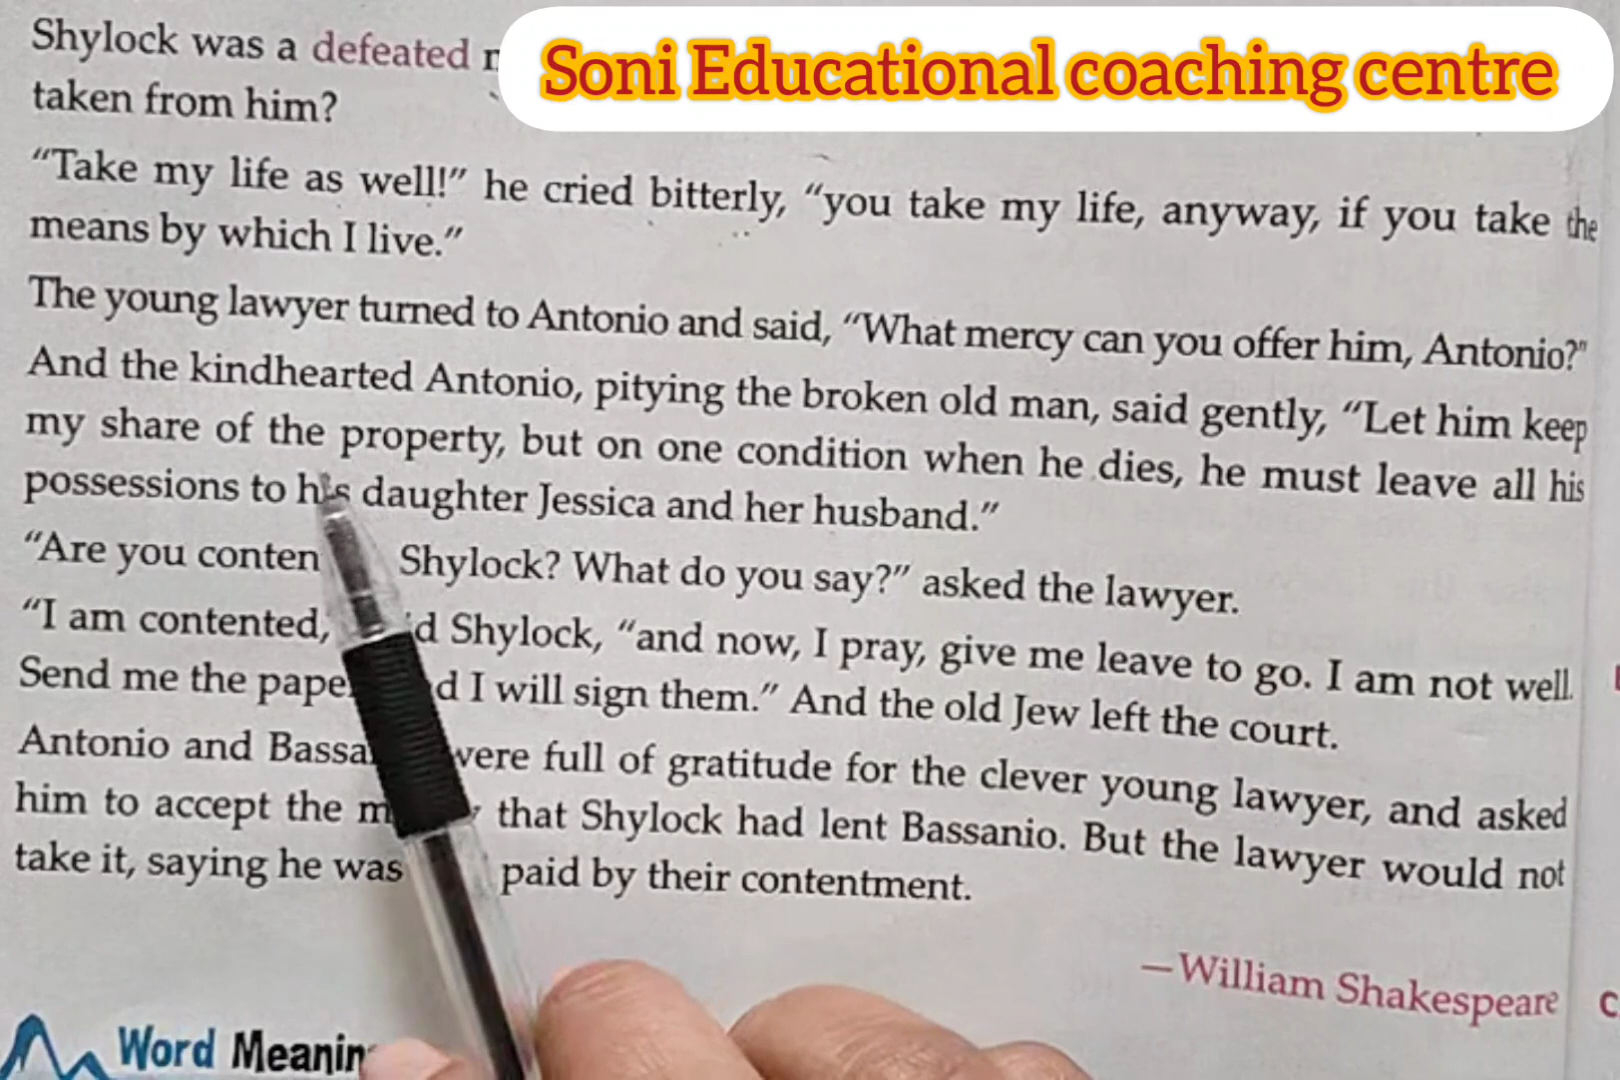 Soni Educational coaching centre
Shylock was a defeated
taken from him?
"Take my life as well!" he cried bitterly, "you take my life, anyway, if you take the
means by which I live."
The young lawyer turned to Antonio and said, "What mercy can you offer him, Antonio?"
And the kindhearted Antonio, pitying the broken old man, said gently, "Let him keep
my share of the property, but on one condition when he dies, he must leave all his
possessions to his daughter Jessica and her husband."
"Are you conten Shylock? What do you say?" asked the lawyer.
"I am contented, d Shylock, "and now, I pray, give me leave to go. I am not well.
Send me the pape d I will sign them." And the old Jew left the court.
Antonio and Bassa were full of gratitude for the clever young lawyer, and asked
him to accept the m that Shylock had lent Bassanio. But the lawyer would not
take it, saying he was paid by their contentment.
—William Shakespeare
Word Meanin